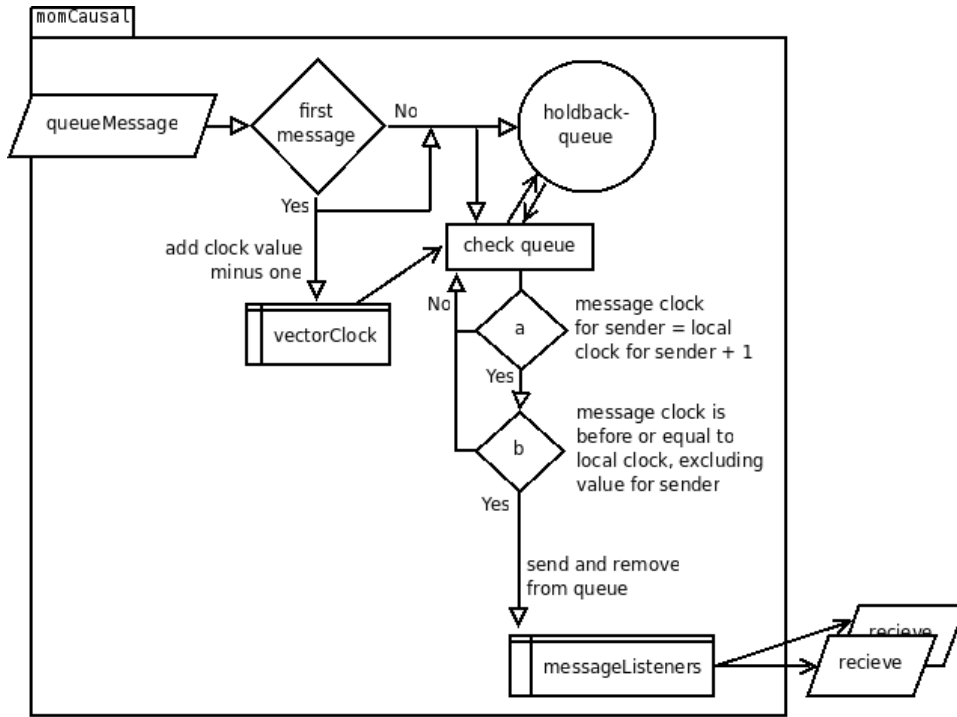 momCausal
queueMessage
first
message
No
holdback-
queue
Yes
add clock value
minus one
check queue
vectorClock
No
a
message clock
for sender = local
clock for sender + 1
Yes
b
message clock is
before or equal to
local clock, excluding
value for sender
Yes
send and remove
from queue
messageListeners
recieve
recieve